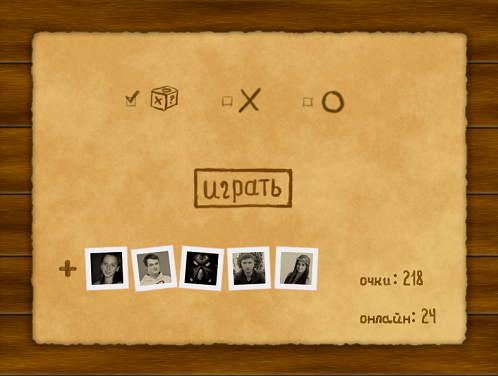 X ?
X O
играть
+
очки: 218
онлайн: 24